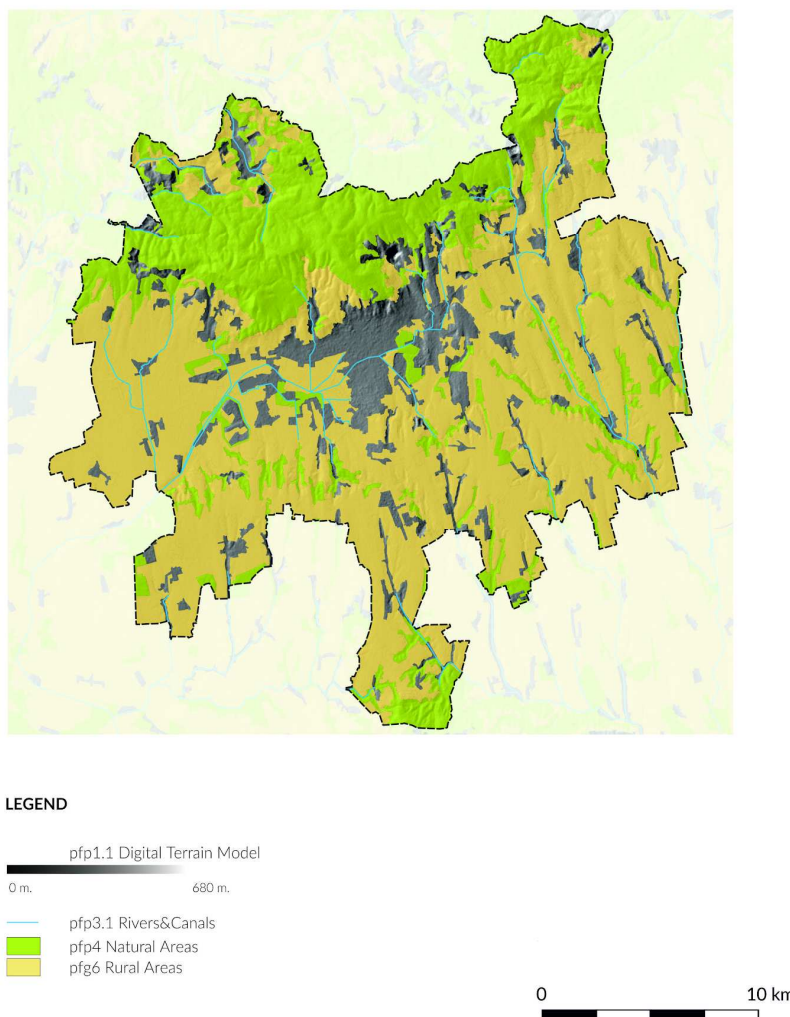 LEGEND
pfp1.1 Digital Terrain Model
0 m. 680 m.
pfp3.1 Rivers&Canals
pfp4 Natural Areas
pfg6 Rural Areas
0 10 km